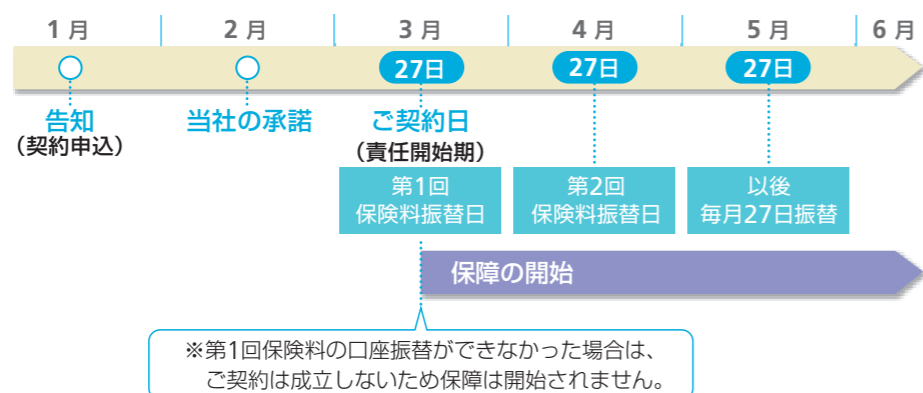 1月 2月 3月 4月 5月 6月
27日 27日 27日
告知 当社の承諾 ご契約日
（契約申込） （責任開始期）
第1回 第2回 以後
保険料振替日 保険料振替日 毎月27日振替
保障の開始
※第1回保険料の口座振替ができなかった場合は、
ご契約は成立しないため保障は開始されません。